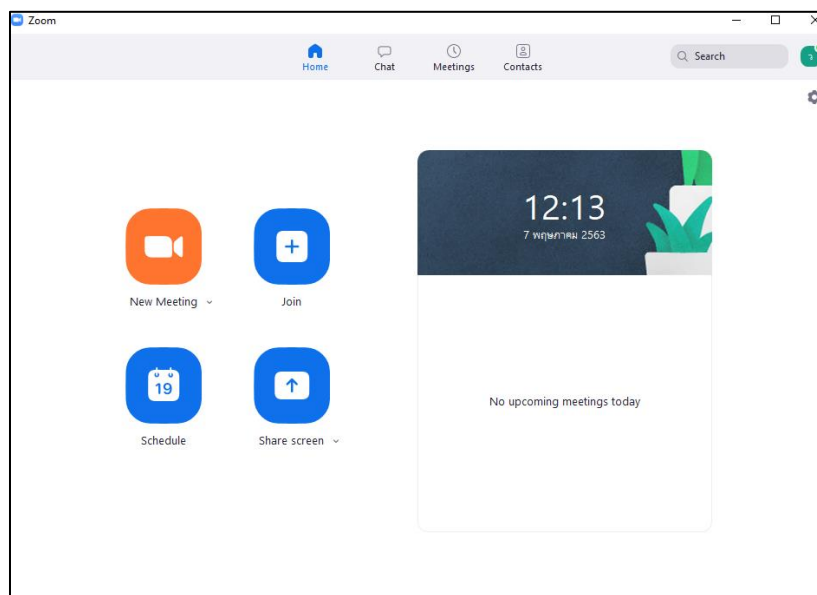 Zoom
Home
Chat
Meetings
Contacts
Search
12:13
7 พฤษภาคม 2563
New Meeting
Join
19
Schedule
Share screen
No upcoming meetings today